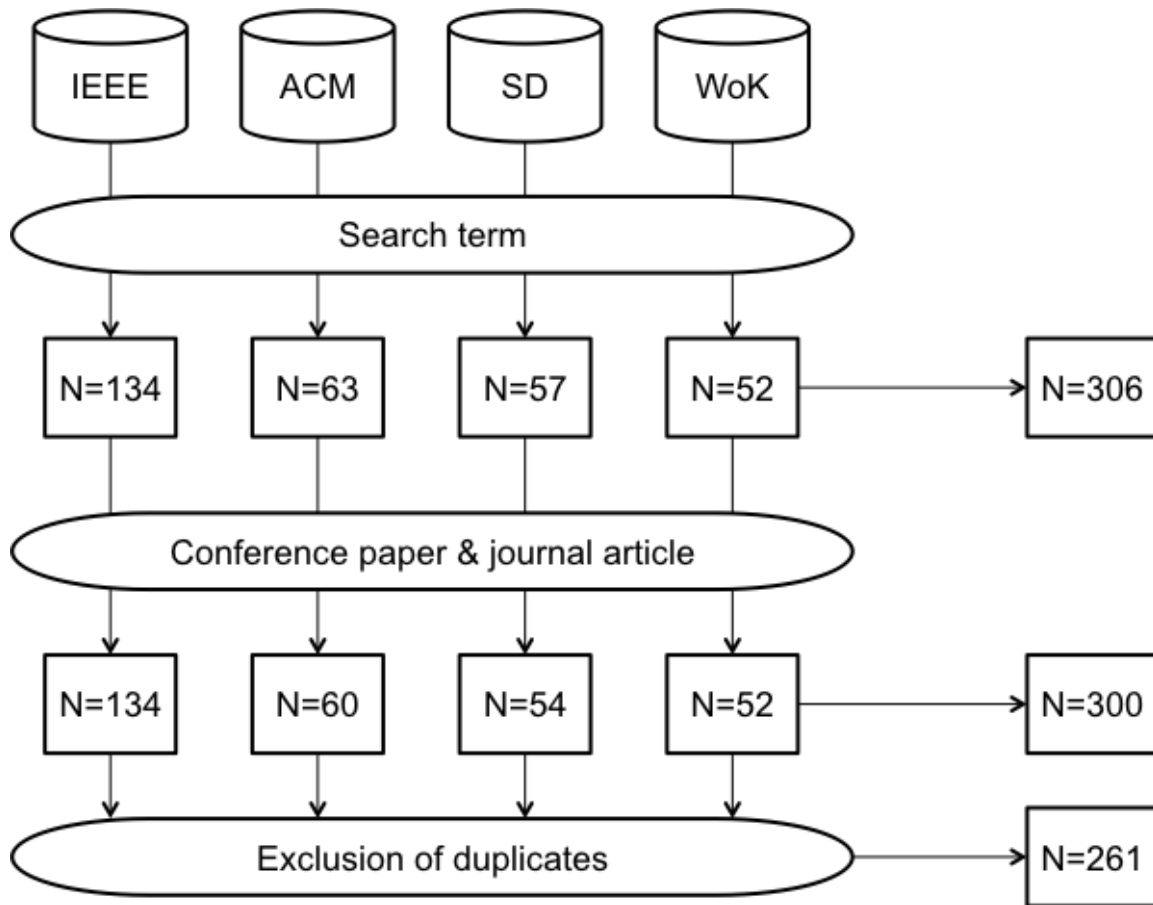 IEEE ACM SD WoK
Search term
N=134 N=63 N=57 N=52 N=306
Conference paper & journal article
N=134 N=60 N=54 N=52 N=300
Exclusion of duplicates N=261